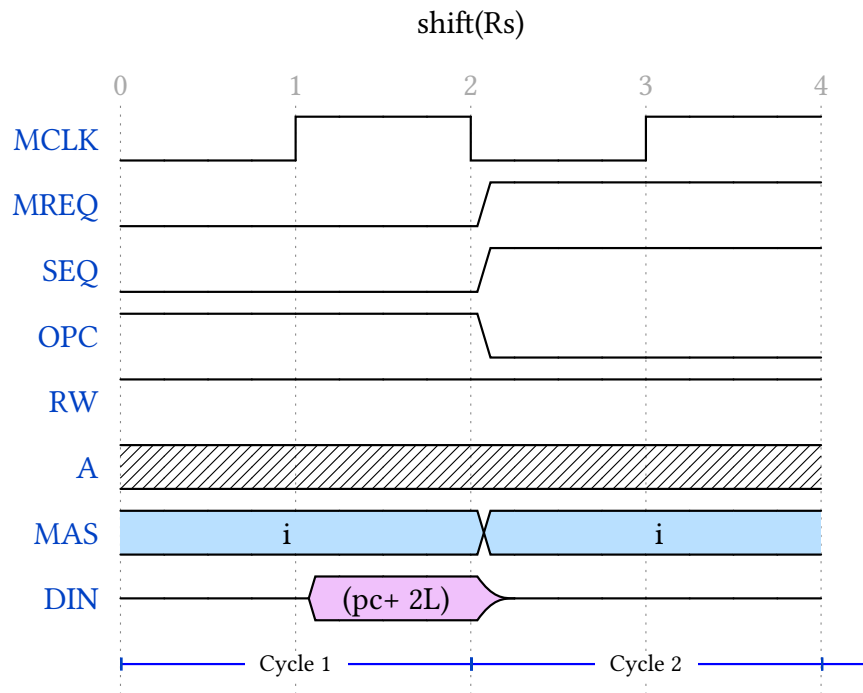 shift(Rs)
0 1 2 3 4
MCLK
MREQ
SEQ
OPC
RW
A
MAS i i
DIN (pc+ 2L)
Cycle 1 Cycle 2